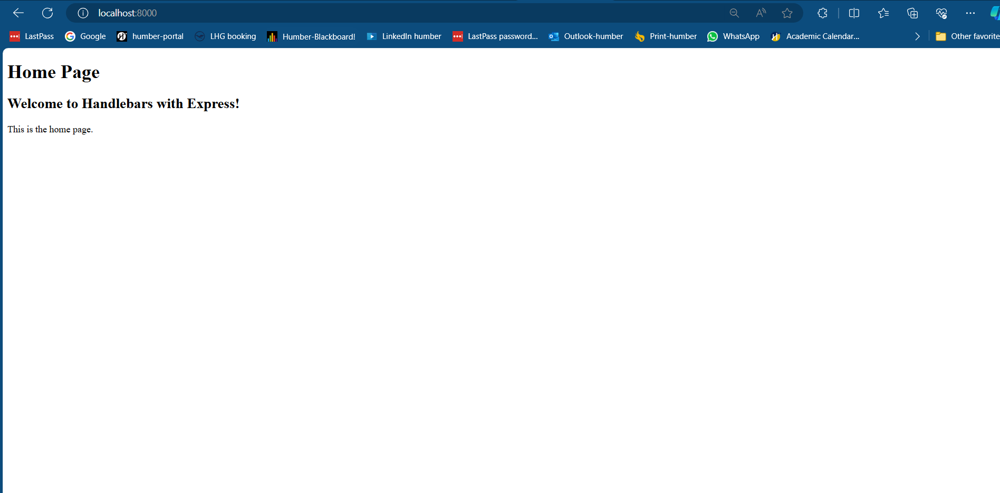 localhost:8000
LastPass Google humber-portal LHG booking Humber-Blackboard! LinkedIn humber LastPass password... Outlook-humber Print-humber WhatsApp Academic Calendar... Other favorite
Home Page
Welcome to Handlebars with Express!
This is the home page.